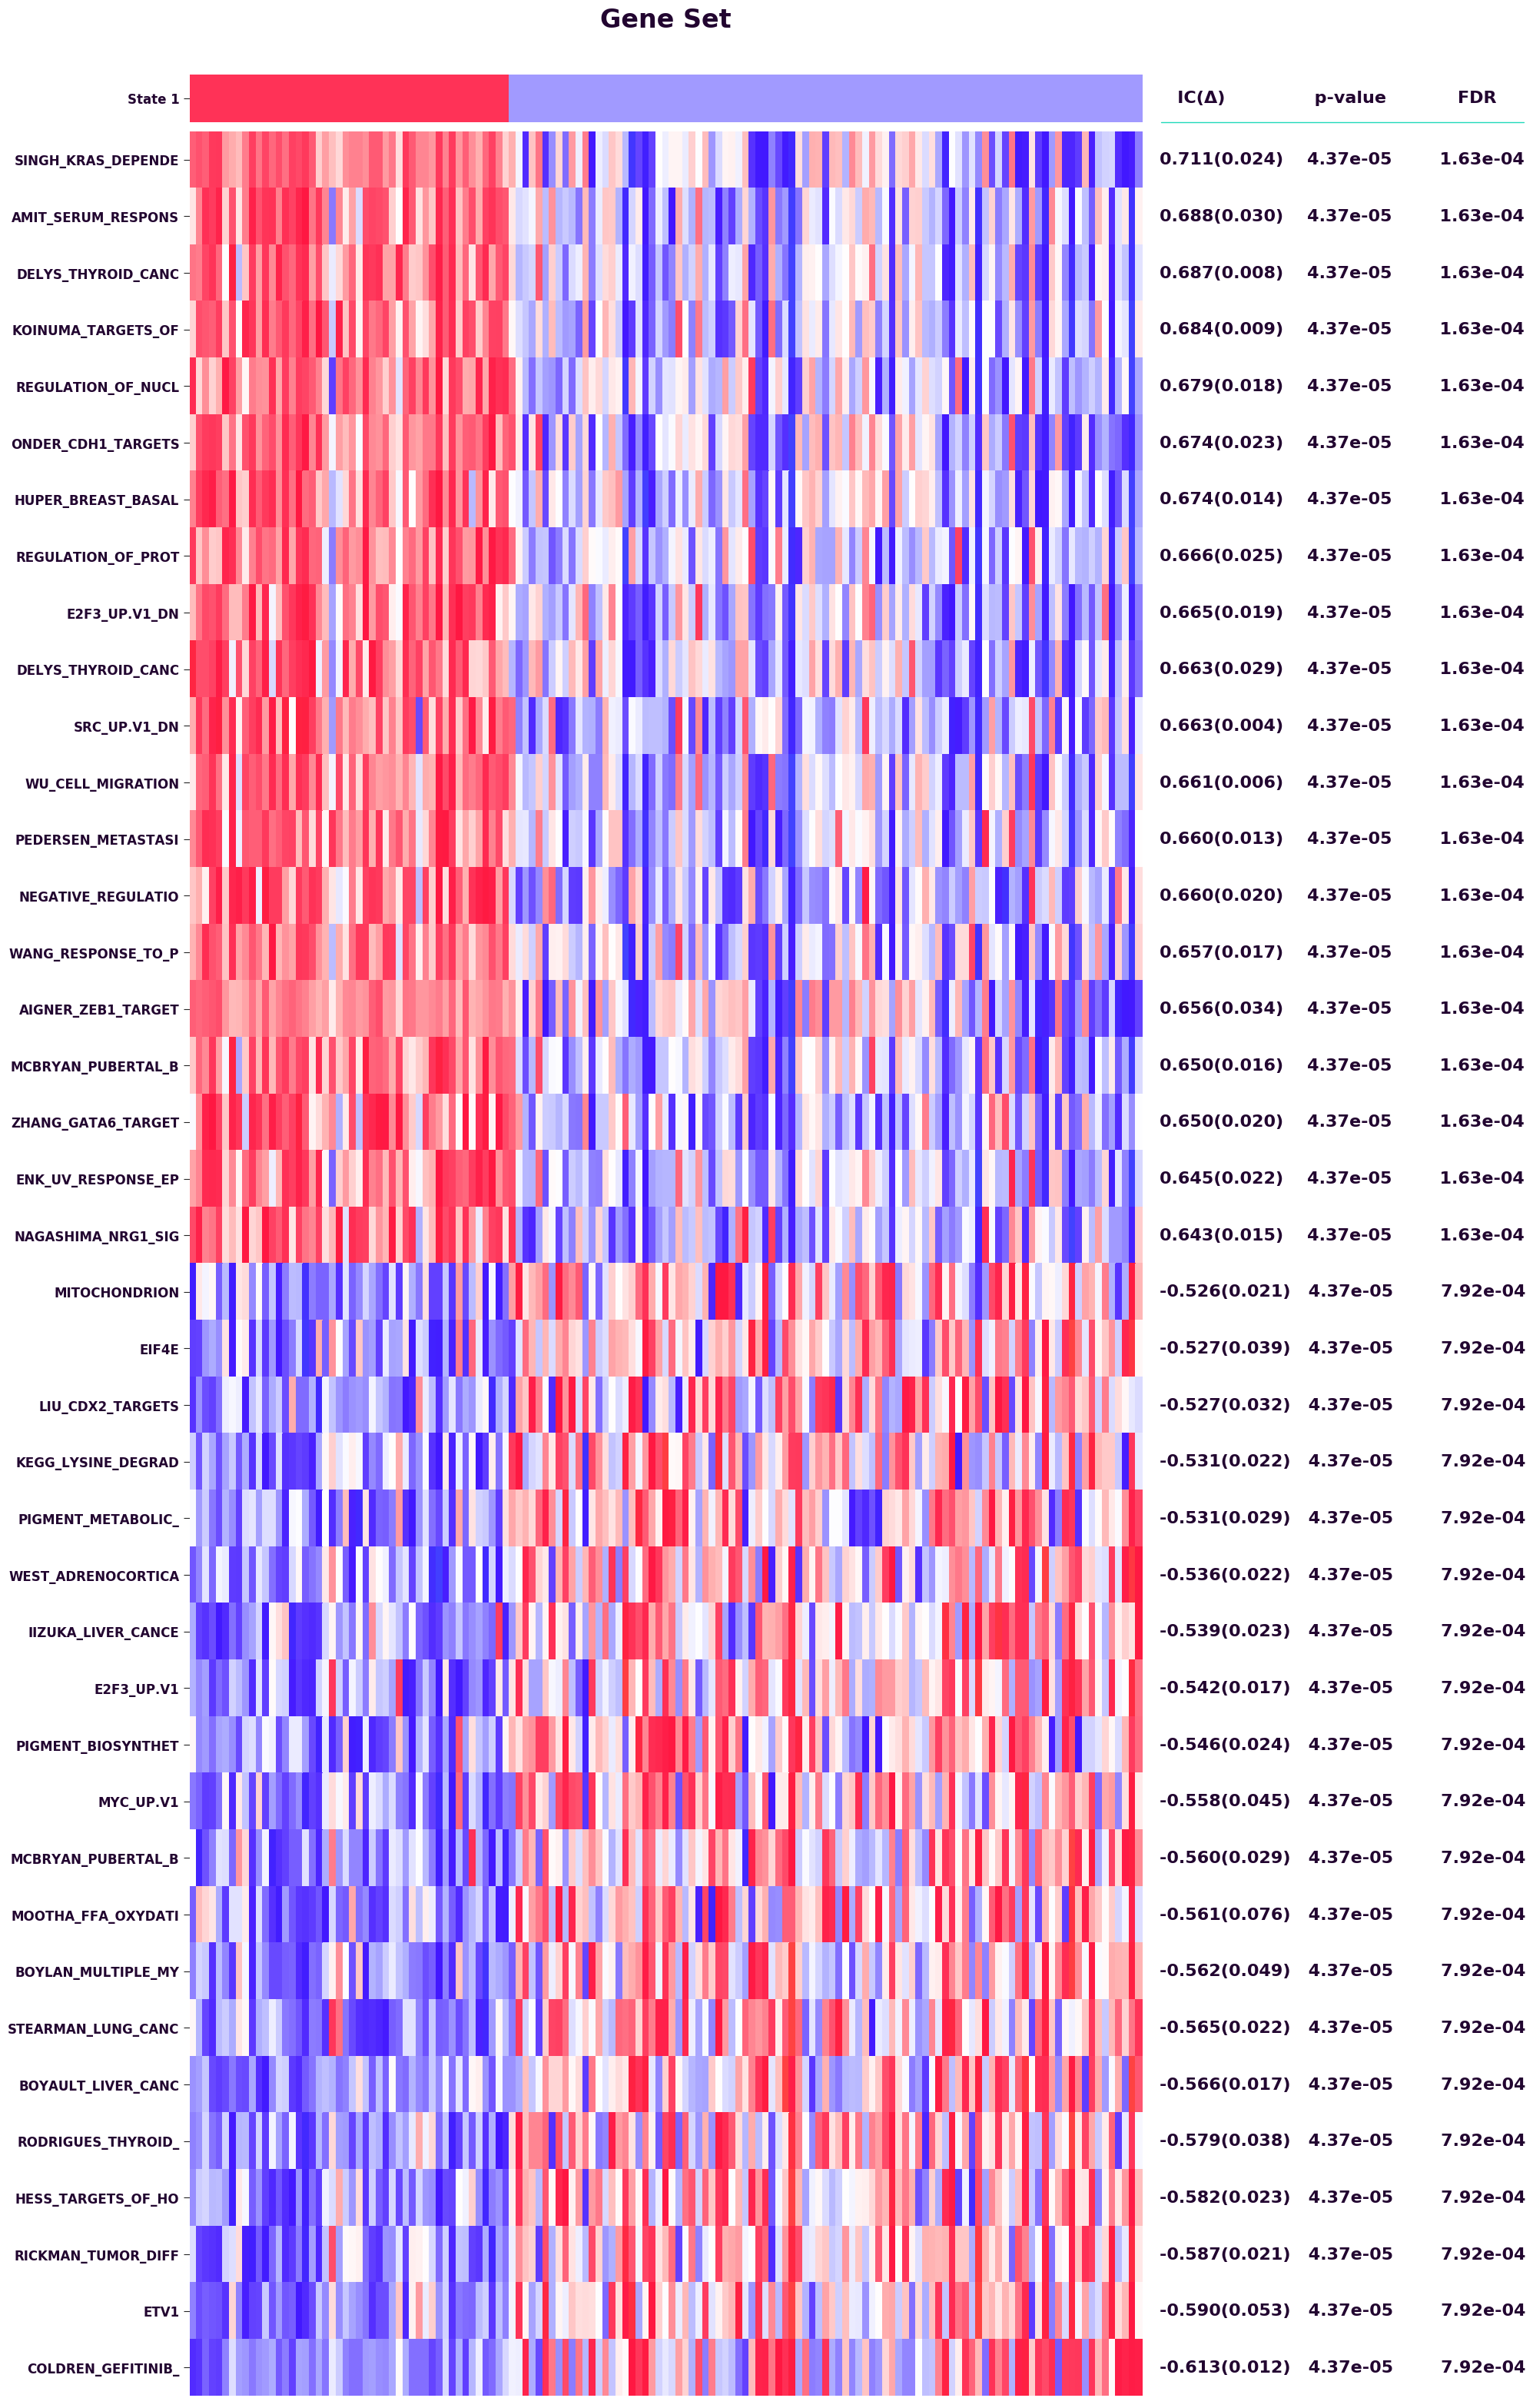 Gene Set
State 1 IC(Δ) p-value FDR
SINGH_KRAS_DEPENDE 0.711(0.024) 4.37e-05 1.63e-04
AMIT_SERUM_RESPONS 0.688(0.030) 4.37e-05 1.63e-04
DELYS_THYROID_CANC 0.687(0.008) 4.37e-05 1.63e-04
KOINUMA_TARGETS_OF 0.684(0.009) 4.37e-05 1.63e-04
REGULATION_OF_NUCL 0.679(0.018) 4.37e-05 1.63e-04
ONDER_CDH1_TARGETS 0.674(0.023) 4.37e-05 1.63e-04
HUPER_BREAST_BASAL 0.674(0.014) 4.37e-05 1.63e-04
REGULATION_OF_PROT 0.666(0.025) 4.37e-05 1.63e-04
E2F3_UP.V1_DN 0.665(0.019) 4.37e-05 1.63e-04
DELYS_THYROID_CANC 0.663(0.029) 4.37e-05 1.63e-04
SRC_UP.V1_DN 0.663(0.004) 4.37e-05 1.63e-04
WU_CELL_MIGRATION 0.661(0.006) 4.37e-05 1.63e-04
PEDERSEN_METASTASI 0.660(0.013) 4.37e-05 1.63e-04
NEGATIVE_REGULATIO 0.660(0.020) 4.37e-05 1.63e-04
WANG_RESPONSE_TO_P 0.657(0.017) 4.37e-05 1.63e-04
AIGNER_ZEB1_TARGET 0.656(0.034) 4.37e-05 1.63e-04
MCBRYAN_PUBERTAL_B 0.650(0.016) 4.37e-05 1.63e-04
ZHANG_GATA6_TARGET 0.650(0.020) 4.37e-05 1.63e-04
ENK_UV_RESPONSE_EP 0.645(0.022) 4.37e-05 1.63e-04
NAGASHIMA_NRG1_SIG 0.643(0.015) 4.37e-05 1.63e-04
MITOCHONDRION -0.526(0.021) 4.37e-05 7.92e-04
EIF4E -0.527(0.039) 4.37e-05 7.92e-04
LIU_CDX2_TARGETS -0.527(0.032) 4.37e-05 7.92e-04
KEGG_LYSINE_DEGRAD -0.531(0.022) 4.37e-05 7.92e-04
PIGMENT_METABOLIC_ -0.531(0.029) 4.37e-05 7.92e-04
WEST_ADRENOCORTICA -0.536(0.022) 4.37e-05 7.92e-04
IIZUKA_LIVER_CANCE -0.539(0.023) 4.37e-05 7.92e-04
E2F3_UP.V1 -0.542(0.017) 4.37e-05 7.92e-04
PIGMENT_BIOSYNTHET -0.546(0.024) 4.37e-05 7.92e-04
MYC_UP.V1 -0.558(0.045) 4.37e-05 7.92e-04
MCBRYAN_PUBERTAL_B -0.560(0.029) 4.37e-05 7.92e-04
MOOTHA_FFA_OXYDATI -0.561(0.076) 4.37e-05 7.92e-04
BOYLAN_MULTIPLE_MY -0.562(0.049) 4.37e-05 7.92e-04
STEARMAN_LUNG_CANC -0.565(0.022) 4.37e-05 7.92e-04
BOYAULT_LIVER_CANC -0.566(0.017) 4.37e-05 7.92e-04
RODRIGUES_THYROID_ -0.579(0.038) 4.37e-05 7.92e-04
HESS_TARGETS_OF_HO -0.582(0.023) 4.37e-05 7.92e-04
RICKMAN_TUMOR_DIFF -0.587(0.021) 4.37e-05 7.92e-04
ETV1 -0.590(0.053) 4.37e-05 7.92e-04
COLDREN_GEFITINIB_ -0.613(0.012) 4.37e-05 7.92e-04